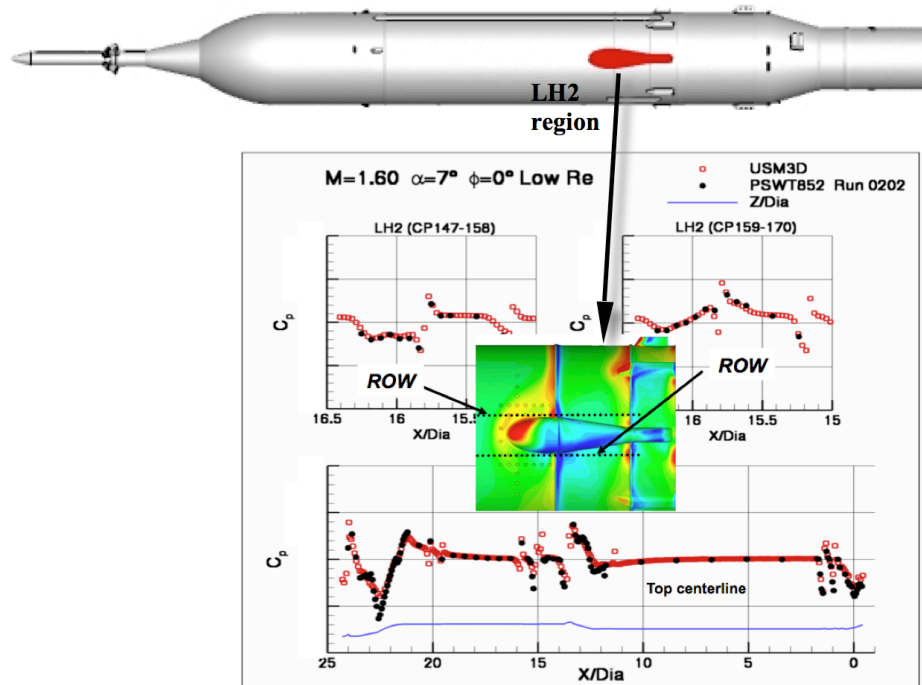 LH2
region
M=1.60 α=7° ϕ=0° Low Re
USM3D
PSWT852 Run 0202
Z/Dia
LH2 (CP147-158)
LH2 (CP159-170)
Cp
Cp
ROW
ROW
16.5 16 15.5
16 15.5 15
X/Dia
X/Dia
Cp
Top centerline
25 20 15 10 5 0
X/Dia